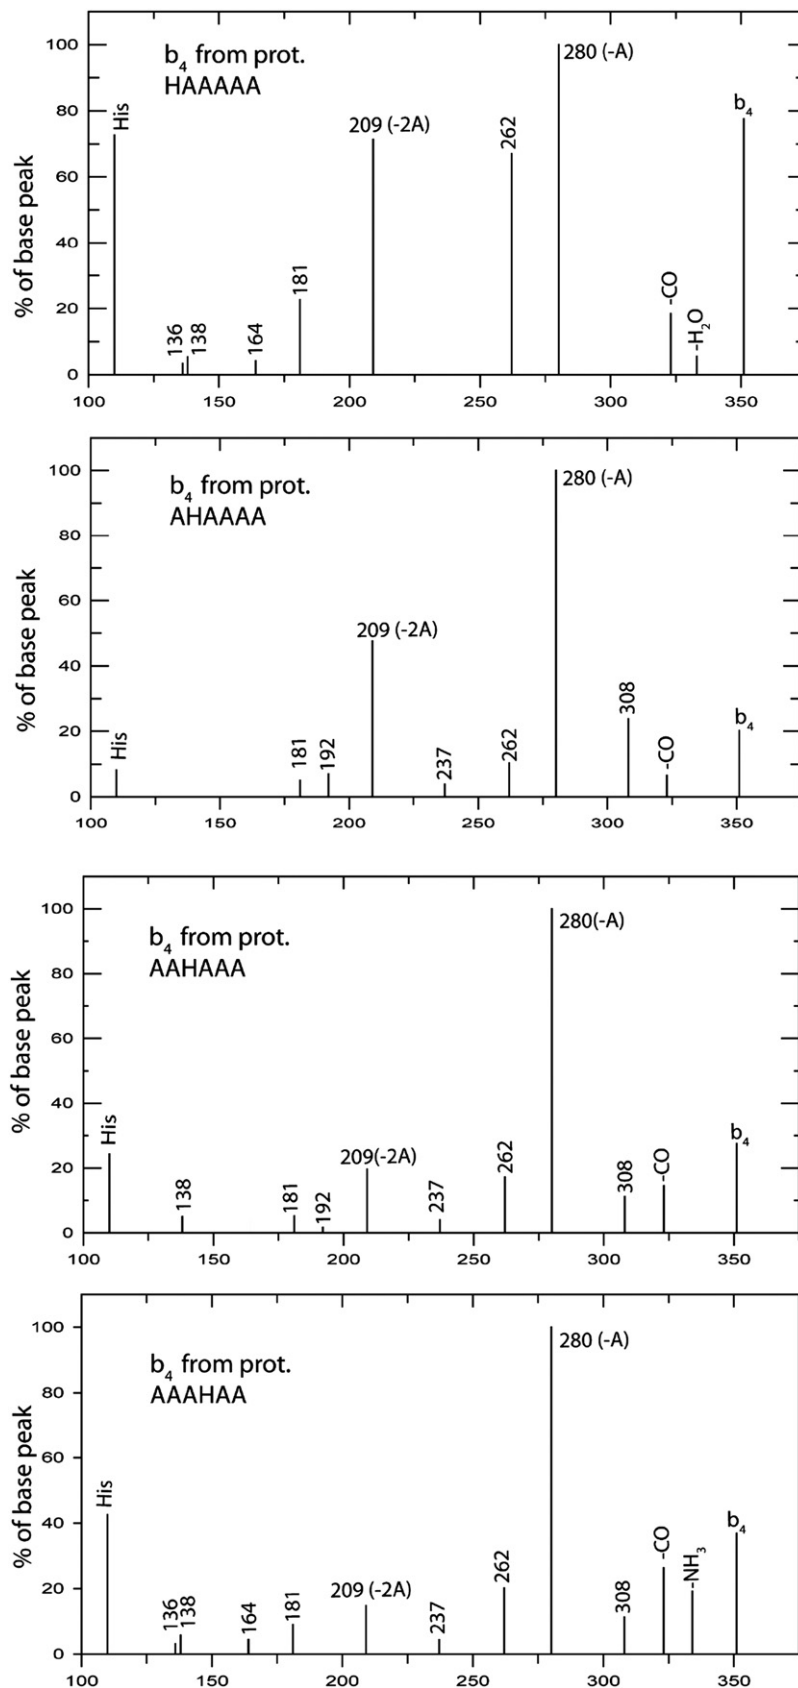 b₄ from prot.
HAAAAA
% of base peak
100
80
60
40
20
0
His
136
138
164
181
209 (-2A)
262
280 (-A)
-CO
-H₂O
b₄
100 150 200 250 300 350
b₄ from prot.
AHAAAA
% of base peak
100
80
60
40
20
0
His
181
192
209 (-2A)
237
262
280 (-A)
308
-CO
b₄
100 150 200 250 300 350
b₄ from prot.
AAHAAA
% of base peak
100
80
60
40
20
0
His
138
181
192
209(-2A)
237
262
280(-A)
308
-CO
b₄
100 150 200 250 300 350
b₄ from prot.
AAAHAA
% of base peak
100
80
60
40
20
0
His
136
138
164
181
209 (-2A)
237
262
280 (-A)
308
-CO
-NH₃
b₄
100 150 200 250 300 350